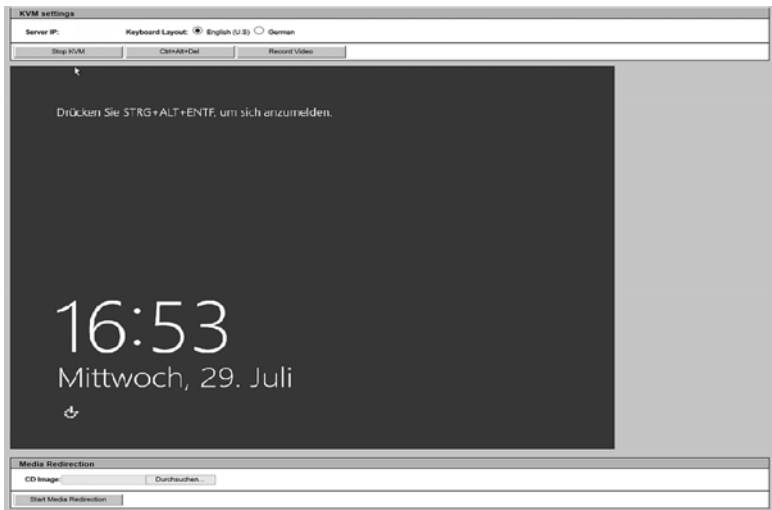 KVM settings
Server IP: Keyboard Layout: English (U.S) German
Stop KVM Ctrl+Alt+Del Record Video
Drücken Sie STRG+ALT+ENTF, um sich anzumelden.
16:53
Mittwoch, 29. Juli
Media Redirection
CD Image: Durchsuchen...
Start Media Redirection